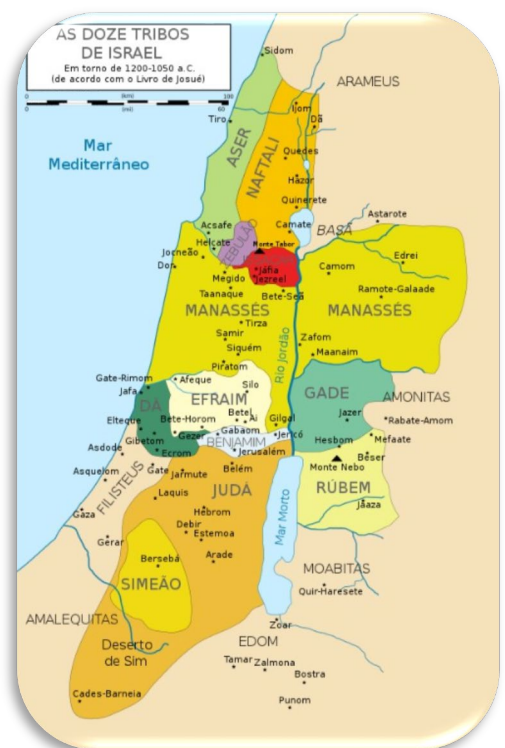 AS DOZE TRIBOS
DE ISRAEL
Em torno de 1200-1050 a.C.
(de acordo com o Livro de Josué)
Sidom
ARAMEUS
Mar
Mediterrâneo
Tiro
Ijom
Dã
ASER
NAFTALI
Quedes
Hazor
Quinerete
Astarote
Acsafe
Camate
BASÃ
Helcate
ZEBULÃO
Monte Tabor
Jocneão
Edrei
Dor
Jáfia
Camom
Megido
Jezreel
Taanaque
Bete-Seã
Ramote-Galaade
MANASSÉS
MANASSÉS
Tirza
Samir
Zafom
Siquém
Maanaim
Rio Jordão
Piratom
Gate-Rimom
Afeque
Jafa
Silo
GADE
AMONITAS
DÃ
EFRAIM
Elteque
Bete-Horom
Betel
Ai
Gilgal
Jazer
Rabate-Amom
Gibetom
Gezer
Gabaom
Jericó
BENJAMIM
Hesbom
Mefaate
Asdode
Ecrom
Jerusalém
Beser
Asquelom
Gate
Jarmute
Belém
Monte Nebo
FILISTEUS
Laquis
JUDÁ
RÚBEM
Gaza
Hebrom
Jaaza
Debir
Estemoa
Mar Morto
Gerar
Arade
Bersebá
MOABITAS
SIMEÃO
Quir-Haresete
AMALEQUITAS
Zoar
Deserto
de Sim
EDOM
Tamar
Zalmona
Bostra
Cades-Barneia
Punom